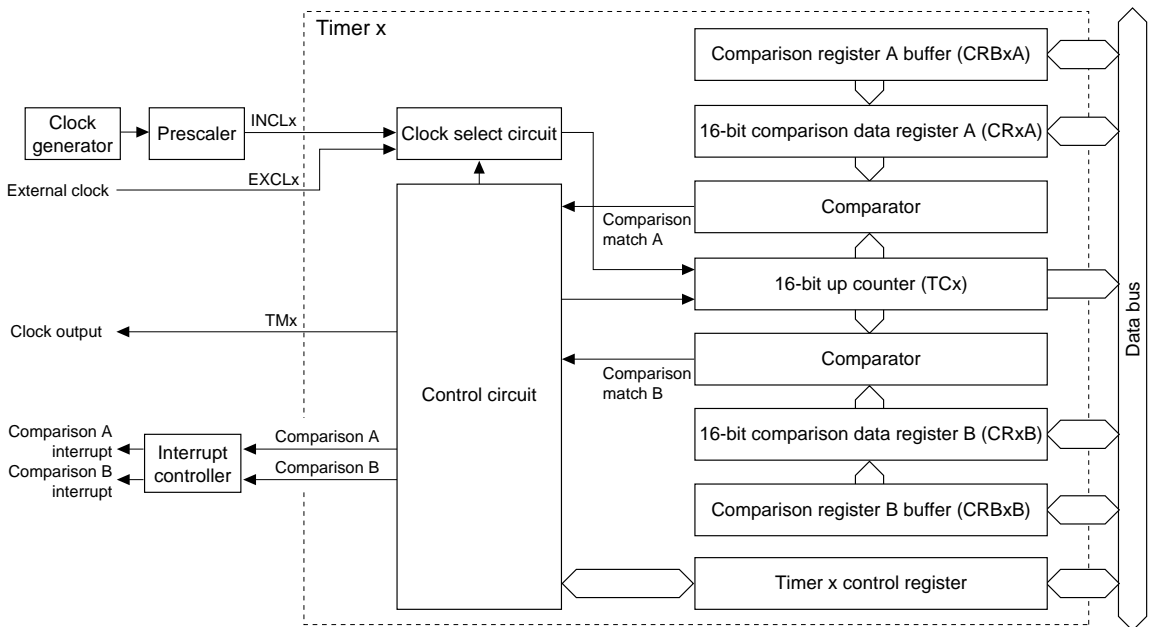 Timer x
Comparison register A buffer (CRBxA)
Clock
generator
Prescaler
INCLx
Clock select circuit
16-bit comparison data register A (CRxA)
External clock
EXCLx
Comparator
Comparison
match A
16-bit up counter (TCx)
Clock output
TMx
Comparator
Comparison
match B
Control circuit
Data bus
16-bit comparison data register B (CRxB)
Comparison A
interrupt
Comparison B
interrupt
Interrupt
controller
Comparison A
Comparison B
Comparison register B buffer (CRBxB)
Timer x control register